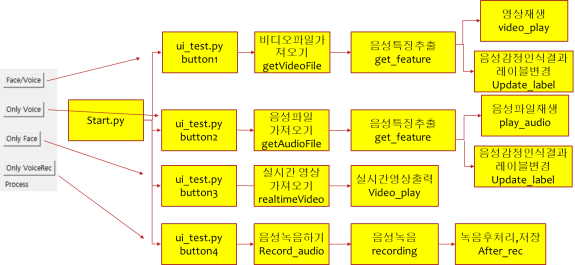 Face/Voice
Only Voice
Only Face
Only VoiceRec
Process
Start.py
ui_test.py
button1
비디오파일가
져오기
getVideoFile
음성특징추출
get_feature
영상재생
video_play
음성감정인식결과
레이블변경
Update_label
ui_test.py
button2
음성파일
가져오기
getAudioFile
음성특징추출
get_feature
음성파일재생
play_audio
음성감정인식결과
레이블변경
Update_label
ui_test.py
button3
실시간 영상
가져오기
realtimeVideo
실시간영상출력
Video_play
ui_test.py
button4
음성녹음하기
Record_audio
음성녹음
recording
녹음후처리,저장
After_rec